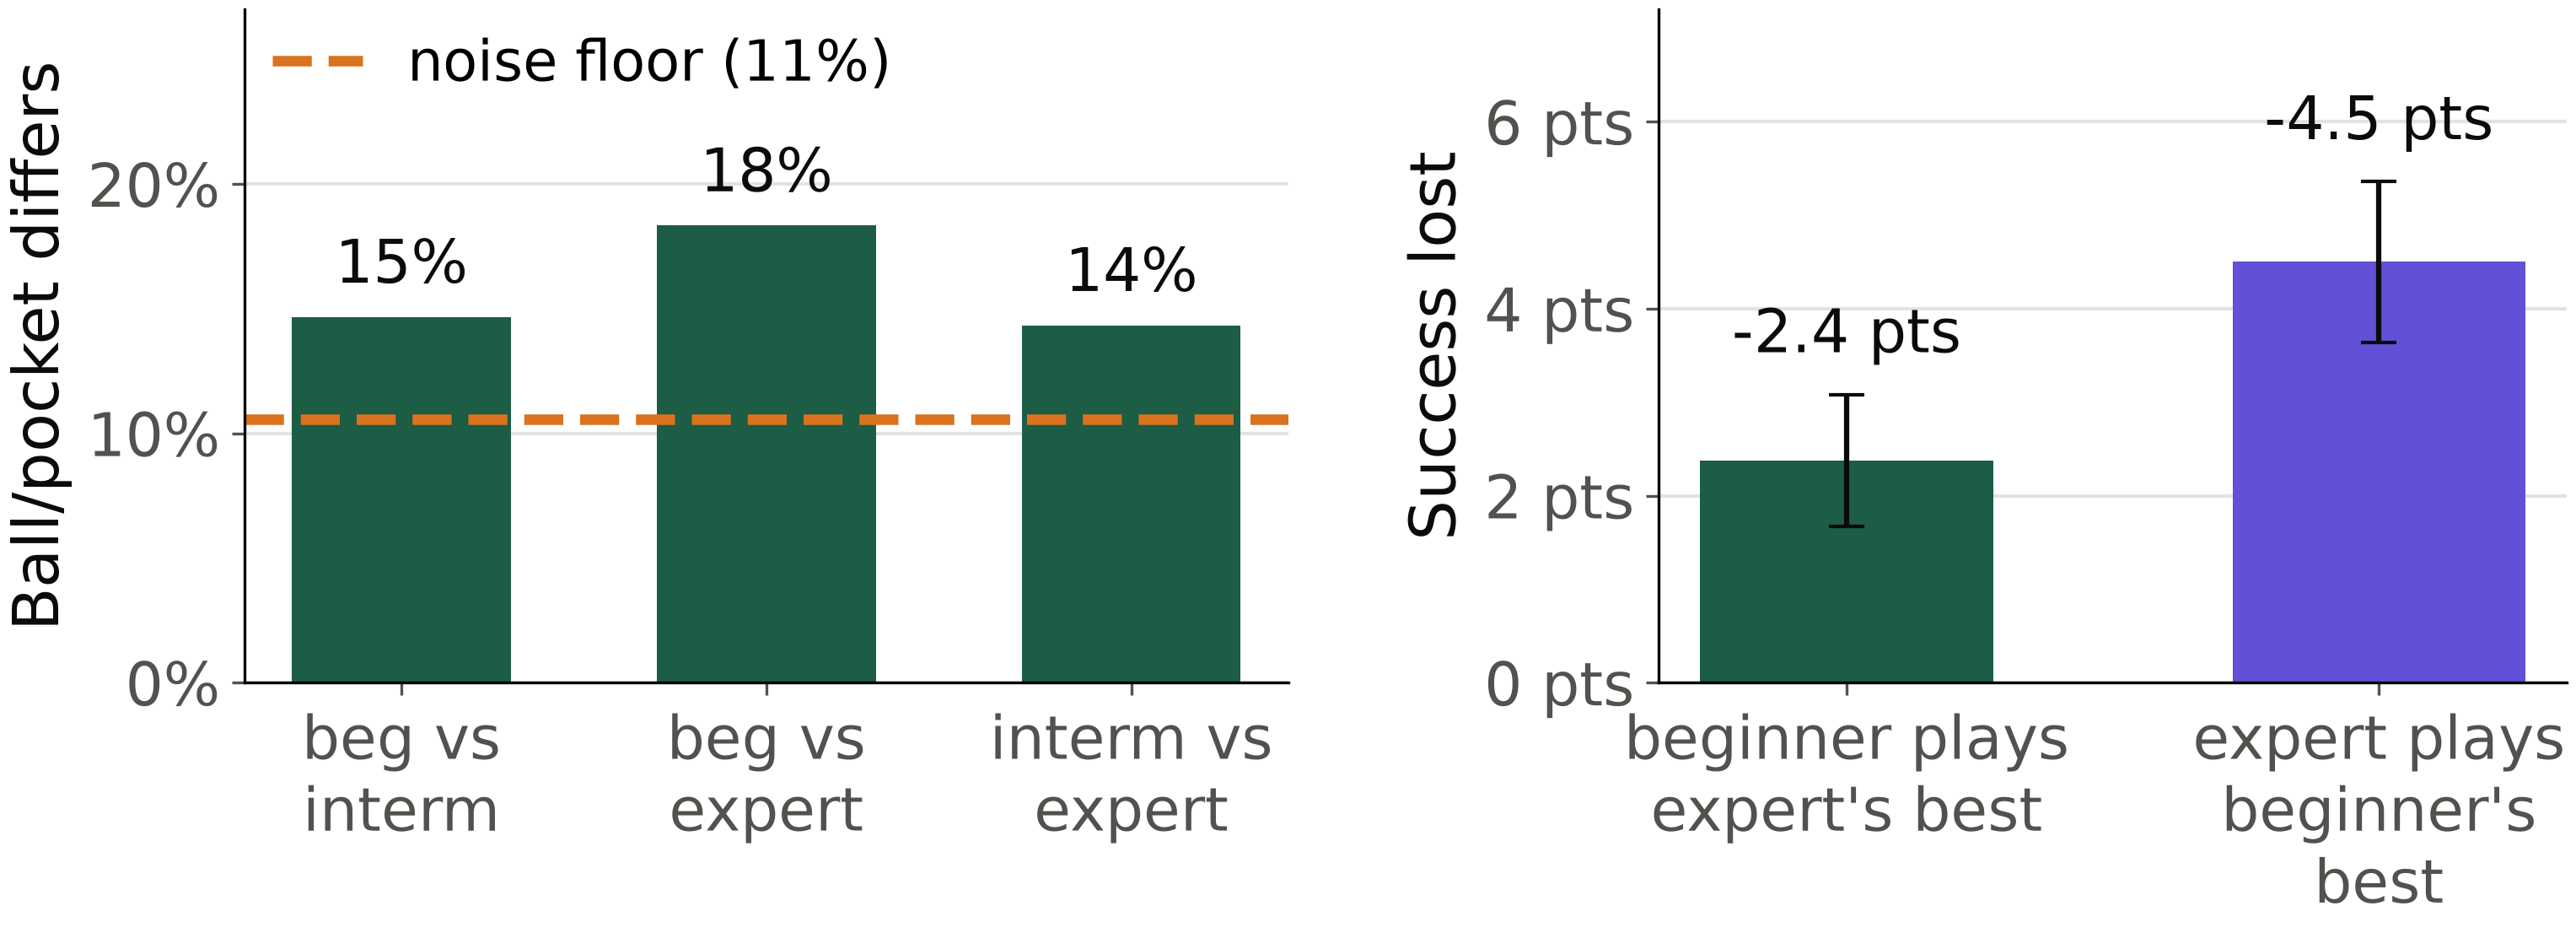 Ball/pocket differs
noise floor (11%)
20%
10%
0%
15%
18%
14%
beg vs
interm
beg vs
expert
interm vs
expert
Success lost
6 pts
4 pts
2 pts
0 pts
-2.4 pts
-4.5 pts
beginner plays
expert's best
expert plays
beginner's
best